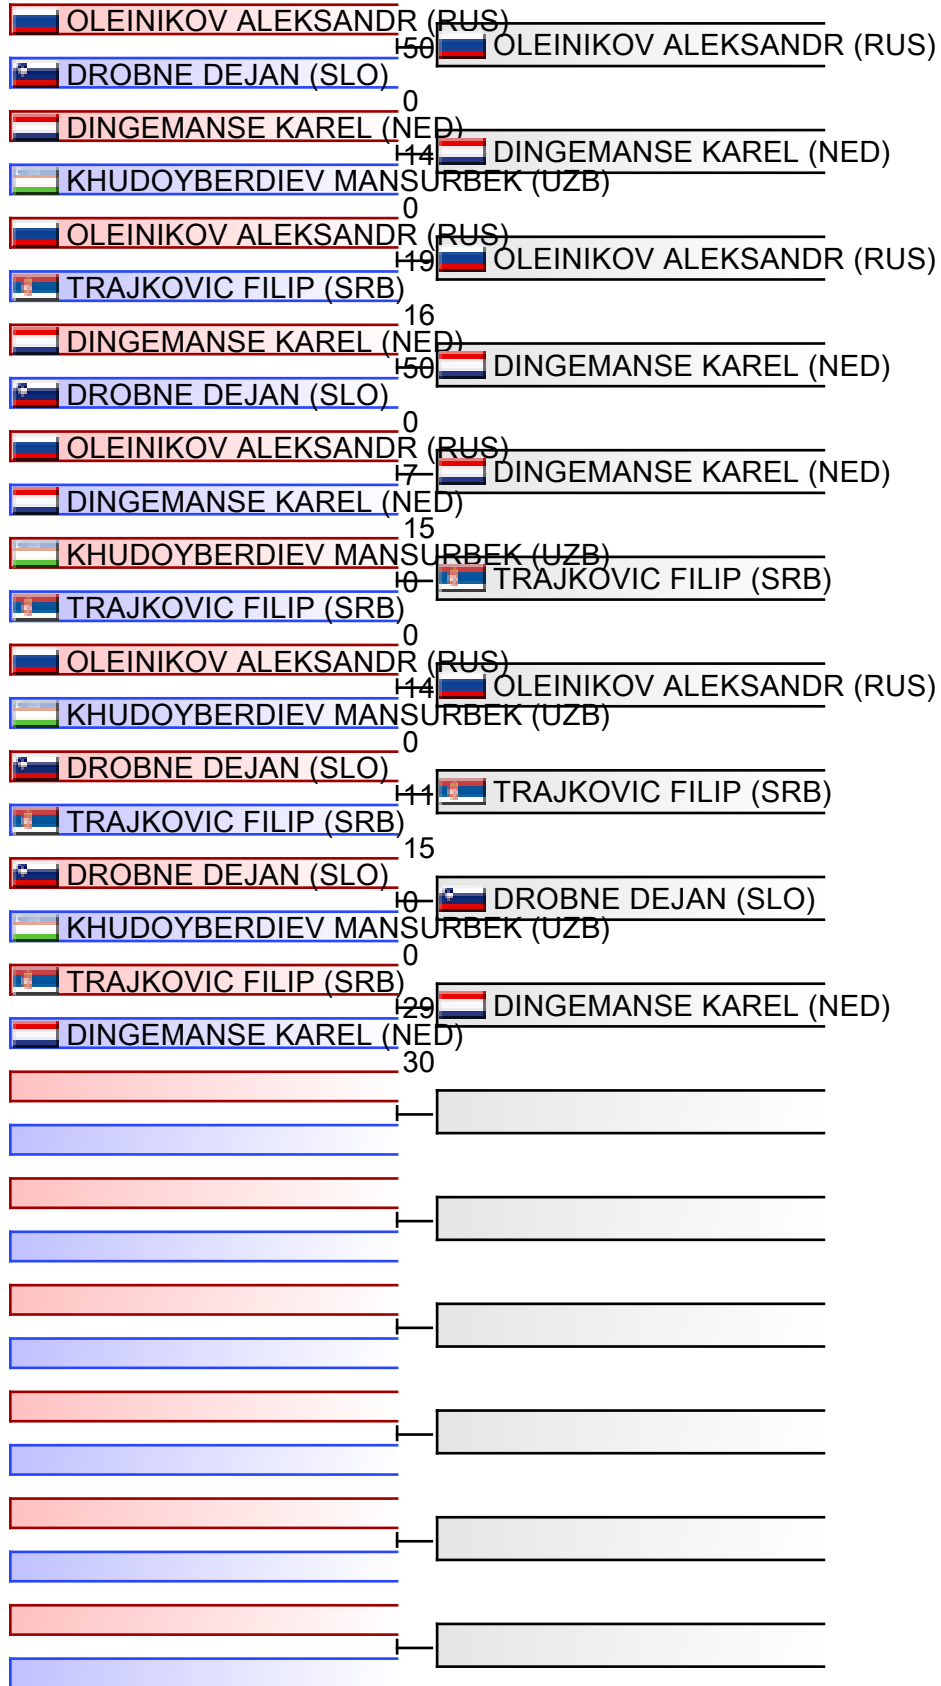 OLEINIKOV ALEKSANDR (RUS)
50 OLEINIKOV ALEKSANDR (RUS)
DROBNE DEJAN (SLO)
0
DINGEMANSE KAREL (NED)
14 DINGEMANSE KAREL (NED)
KHUDOYBERDIEV MANSURBEK (UZB)
0
OLEINIKOV ALEKSANDR (RUS)
19 OLEINIKOV ALEKSANDR (RUS)
TRAJKOVIC FILIP (SRB)
16
DINGEMANSE KAREL (NED)
50 DINGEMANSE KAREL (NED)
DROBNE DEJAN (SLO)
0
OLEINIKOV ALEKSANDR (RUS)
7 DINGEMANSE KAREL (NED)
DINGEMANSE KAREL (NED)
15
KHUDOYBERDIEV MANSURBEK (UZB)
0 TRAJKOVIC FILIP (SRB)
TRAJKOVIC FILIP (SRB)
0
OLEINIKOV ALEKSANDR (RUS)
14 OLEINIKOV ALEKSANDR (RUS)
KHUDOYBERDIEV MANSURBEK (UZB)
0
DROBNE DEJAN (SLO)
11 TRAJKOVIC FILIP (SRB)
TRAJKOVIC FILIP (SRB)
15
DROBNE DEJAN (SLO)
0 DROBNE DEJAN (SLO)
KHUDOYBERDIEV MANSURBEK (UZB)
0
TRAJKOVIC FILIP (SRB)
29 DINGEMANSE KAREL (NED)
DINGEMANSE KAREL (NED)
30